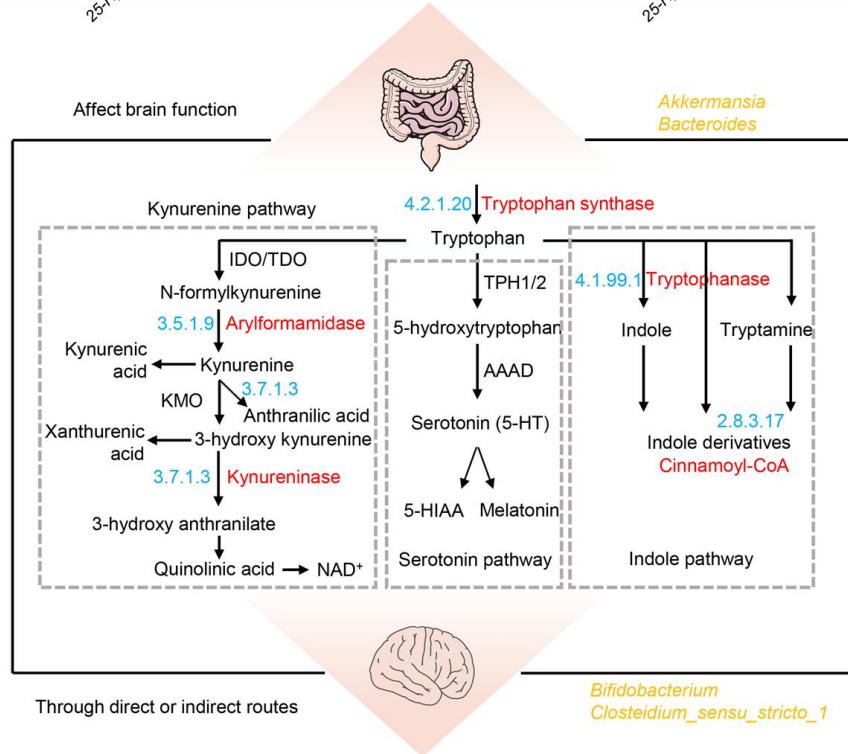 25-
25-
Affect brain function
Akkermansia
Bacteroides
4.2.1.20 Tryptophan synthase
Kynurenine pathway
Tryptophan
IDO/TDO
N-formylkynurenine
3.5.1.9 Arylformamidase
Kynurenic
acid
Kynurenine
3.7.1.3
KMO
Anthranilic acid
Xanthurenic
acid
3-hydroxy kynurenine
3.7.1.3 Kynureninase
3-hydroxy anthranilate
Quinolinic acid
NAD⁺
TPH1/2
5-hydroxytryptophan
AAAD
Serotonin (5-HT)
5-HIAA Melatonin
Serotonin pathway
4.1.99.1 Tryptophanase
Indole
Tryptamine
2.8.3.17
Indole derivatives
Cinnamoyl-CoA
Indole pathway
Through direct or indirect routes
Bifidobacterium
Closteidium_sensu_stricto_1